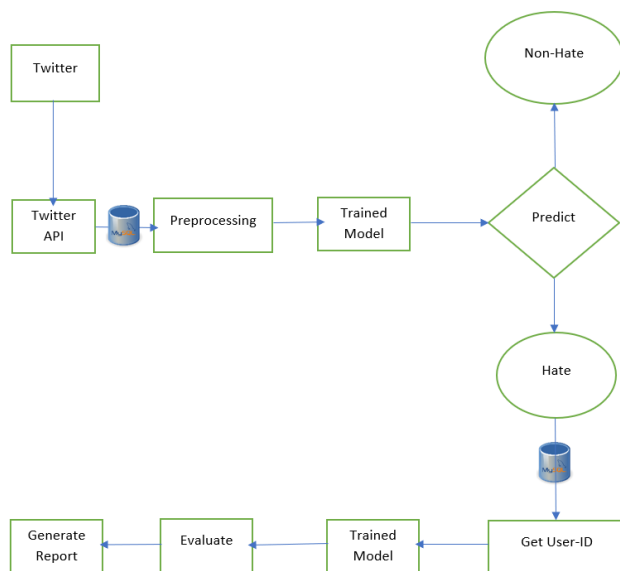 Twitter
Non-Hate
Twitter
API
Preprocessing
Trained
Model
Predict
Hate
Generate
Report
Evaluate
Trained
Model
Get User-ID